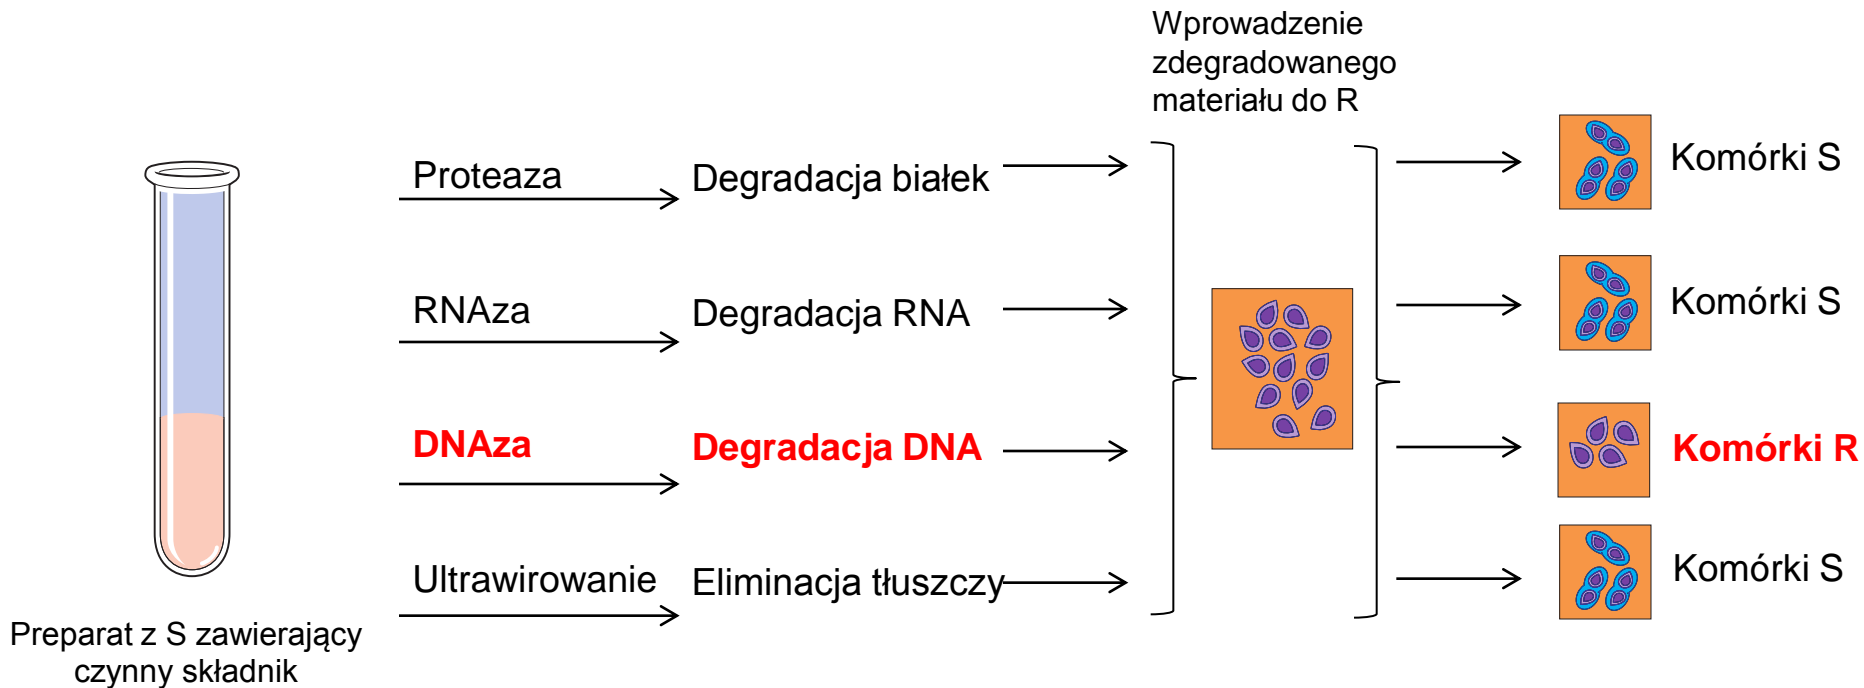 Wprowadzenie
zdegradowanego
materiału do R
Proteaza
Degradacja białek
Komórki S
RNAza
Degradacja RNA
Komórki S
DNAza
Degradacja DNA
Komórki R
Ultrawirowanie
Eliminacja tłuszczy
Komórki S
Preparat z S zawierający
czynny składnik